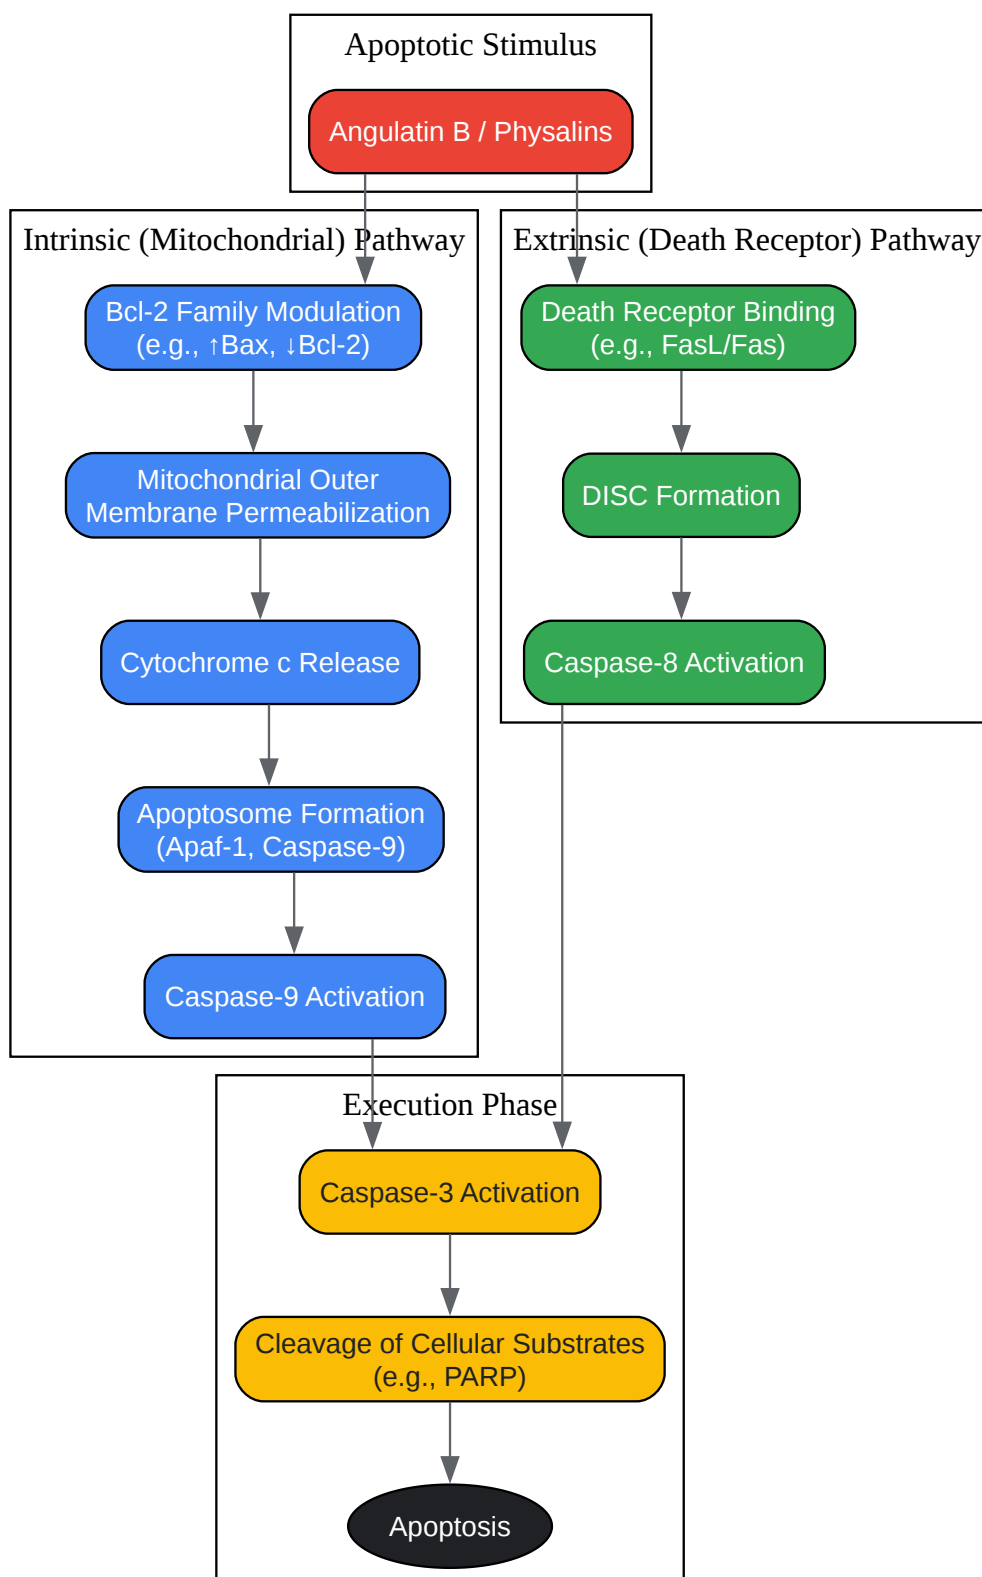 Apoptotic Stimulus
Angulatin B / Physalins
Intrinsic (Mitochondrial) Pathway
Bcl-2 Family Modulation
(e.g., ↑Bax, ↓Bcl-2)
Mitochondrial Outer
Membrane Permeabilization
Cytochrome c Release
Apoptosome Formation
(Apaf-1, Caspase-9)
Caspase-9 Activation
Extrinsic (Death Receptor) Pathway
Death Receptor Binding
(e.g., FasL/Fas)
DISC Formation
Caspase-8 Activation
Execution Phase
Caspase-3 Activation
Cleavage of Cellular Substrates
(e.g., PARP)
Apoptosis